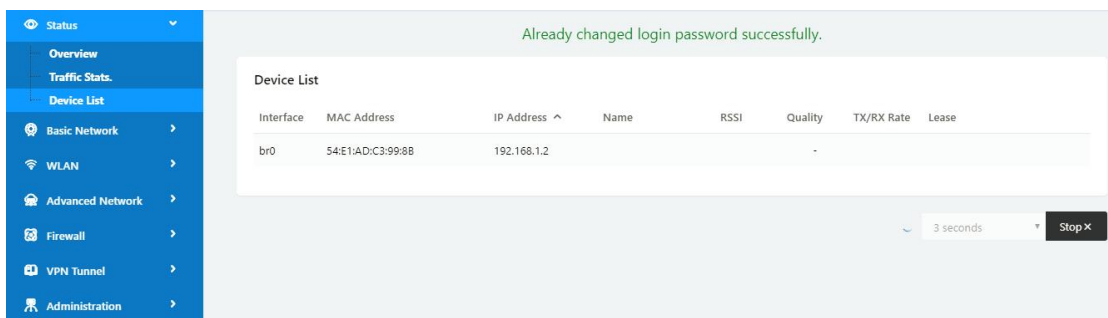 Status
Overview
Traffic Stats.
Device List
Basic Network
WLAN
Advanced Network
Firewall
VPN Tunnel
Administration
Already changed login password successfully.
Device List
Interface MAC Address IP Address Name RSSI Quality TX/RX Rate Lease
br0 54:E1:AD:C3:99:8B 192.168.1.2 -
3 seconds Stop ×